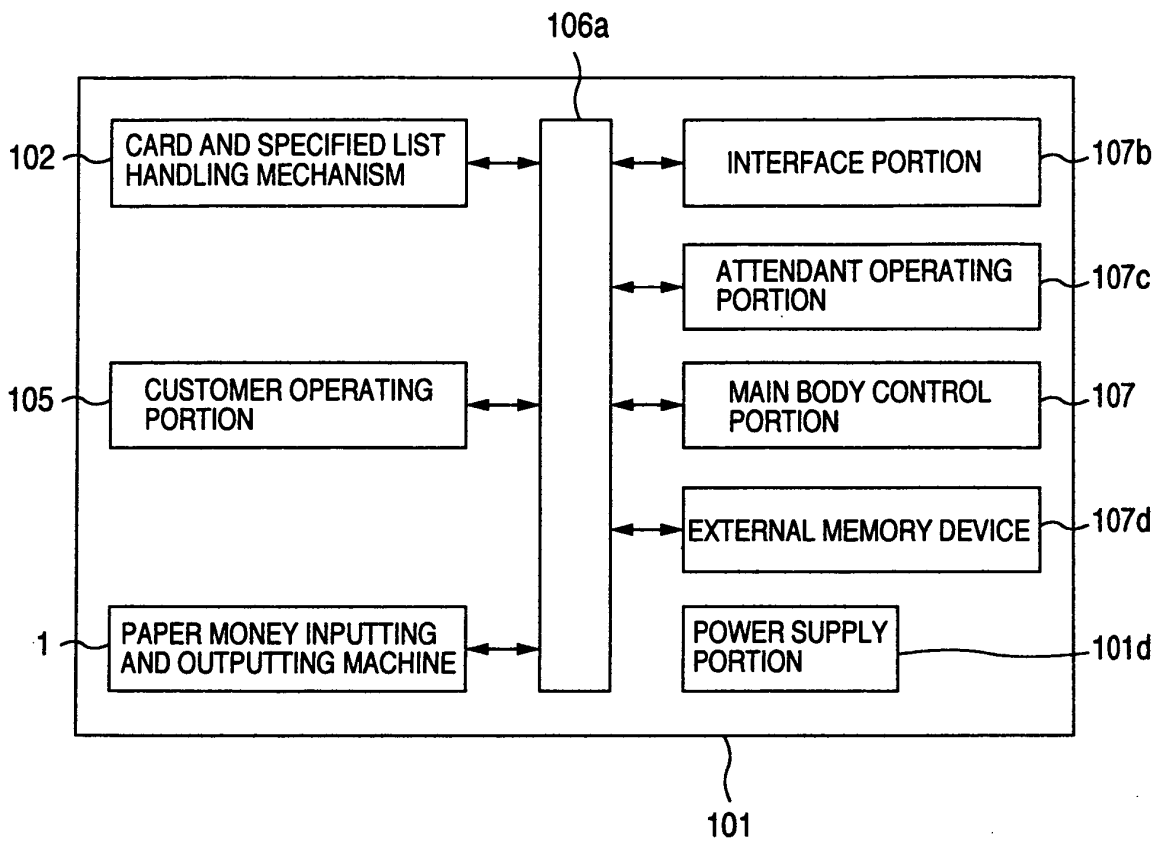 106a
102
CARD AND SPECIFIED LIST
HANDLING MECHANISM
INTERFACE PORTION
107b
ATTENDANT OPERATING
PORTION
107c
105
CUSTOMER OPERATING
PORTION
MAIN BODY CONTROL
PORTION
107
EXTERNAL MEMORY DEVICE
107d
1
PAPER MONEY INPUTTING
AND OUTPUTTING MACHINE
POWER SUPPLY
PORTION
101d
101